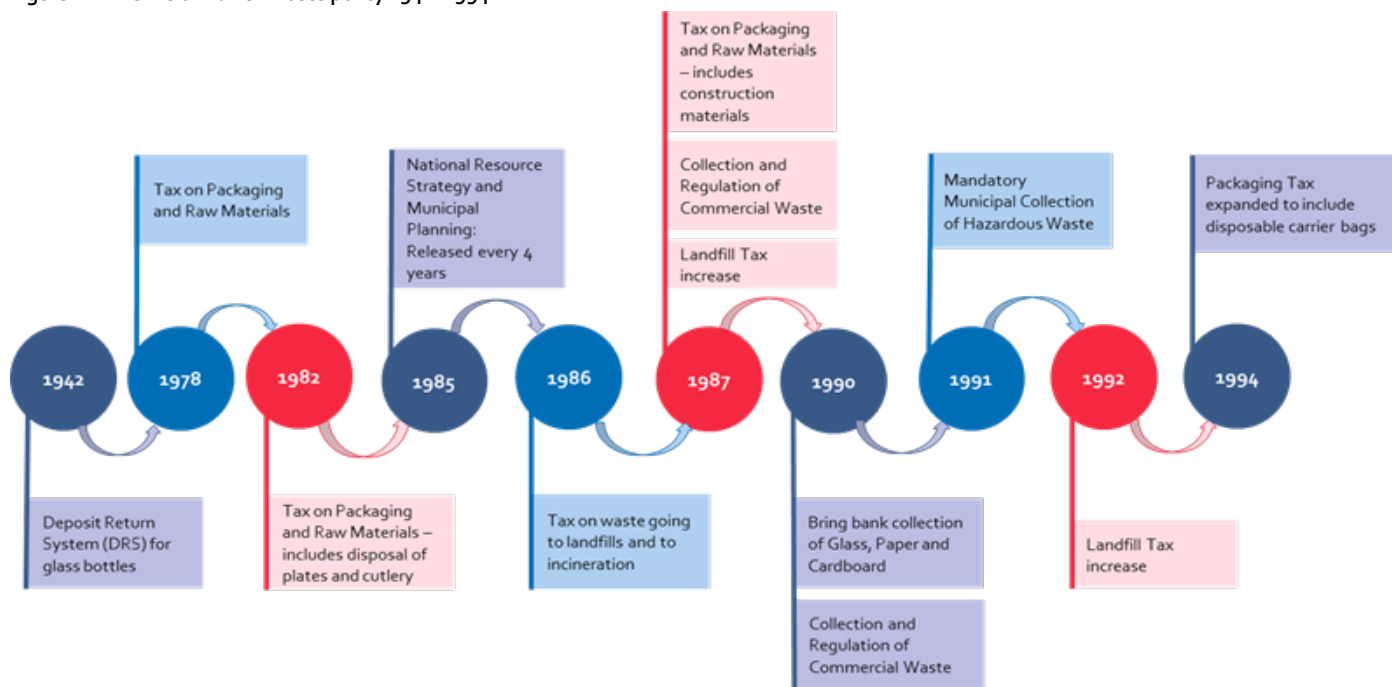 Tax on Packaging
and Raw Materials
– includes
construction
materials
Collection and
Regulation of
Commercial Waste
Landfill Tax
increase
Tax on Packaging
and Raw Materials
National Resource
Strategy and
Municipal
Planning:
Released every 4
years
Mandatory
Municipal Collection
of Hazardous Waste
Packaging Tax
expanded to include
disposable carrier bags
1942
1978
1982
1985
1986
1987
1990
1991
1992
1994
Deposit Return
System (DRS) for
glass bottles
Tax on Packaging
and Raw Materials –
includes disposal of
plates and cutlery
Tax on waste going
to landfills and to
incineration
Bring bank collection
of Glass, Paper and
Cardboard
Collection and
Regulation of
Commercial Waste
Landfill Tax
increase